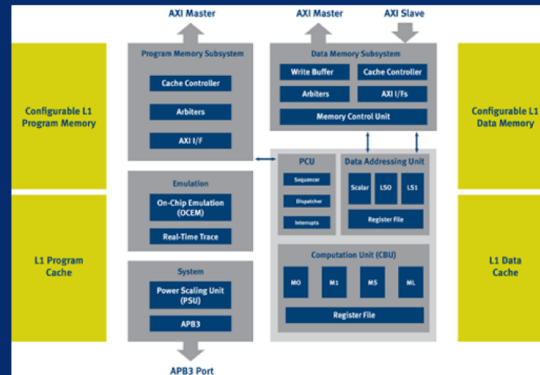 AXI Master
AXI Master
AXI Slave
Configurable L1
Program Memory
L1 Program
Cache
Program Memory Subsystem
Cache Controller
Arbiters
AXI I/F
Emulation
On-Chip Emulation
(OCEM)
Real-Time Trace
System
Power Scaling Unit
(PSU)
APB3
APB3 Port
Data Memory Subsystem
Write Buffer
Cache Controller
Arbiters
AXI I/Fs
Memory Control Unit
PCU
Sequencer
Dispatcher
Interrupts
Data Addressing Unit
Scalar
LSO
LS1
Register File
Computation Unit (CBU)
MO
M1
MS
ML
Register File
Configurable L1
Data Memory
L1 Data
Cache